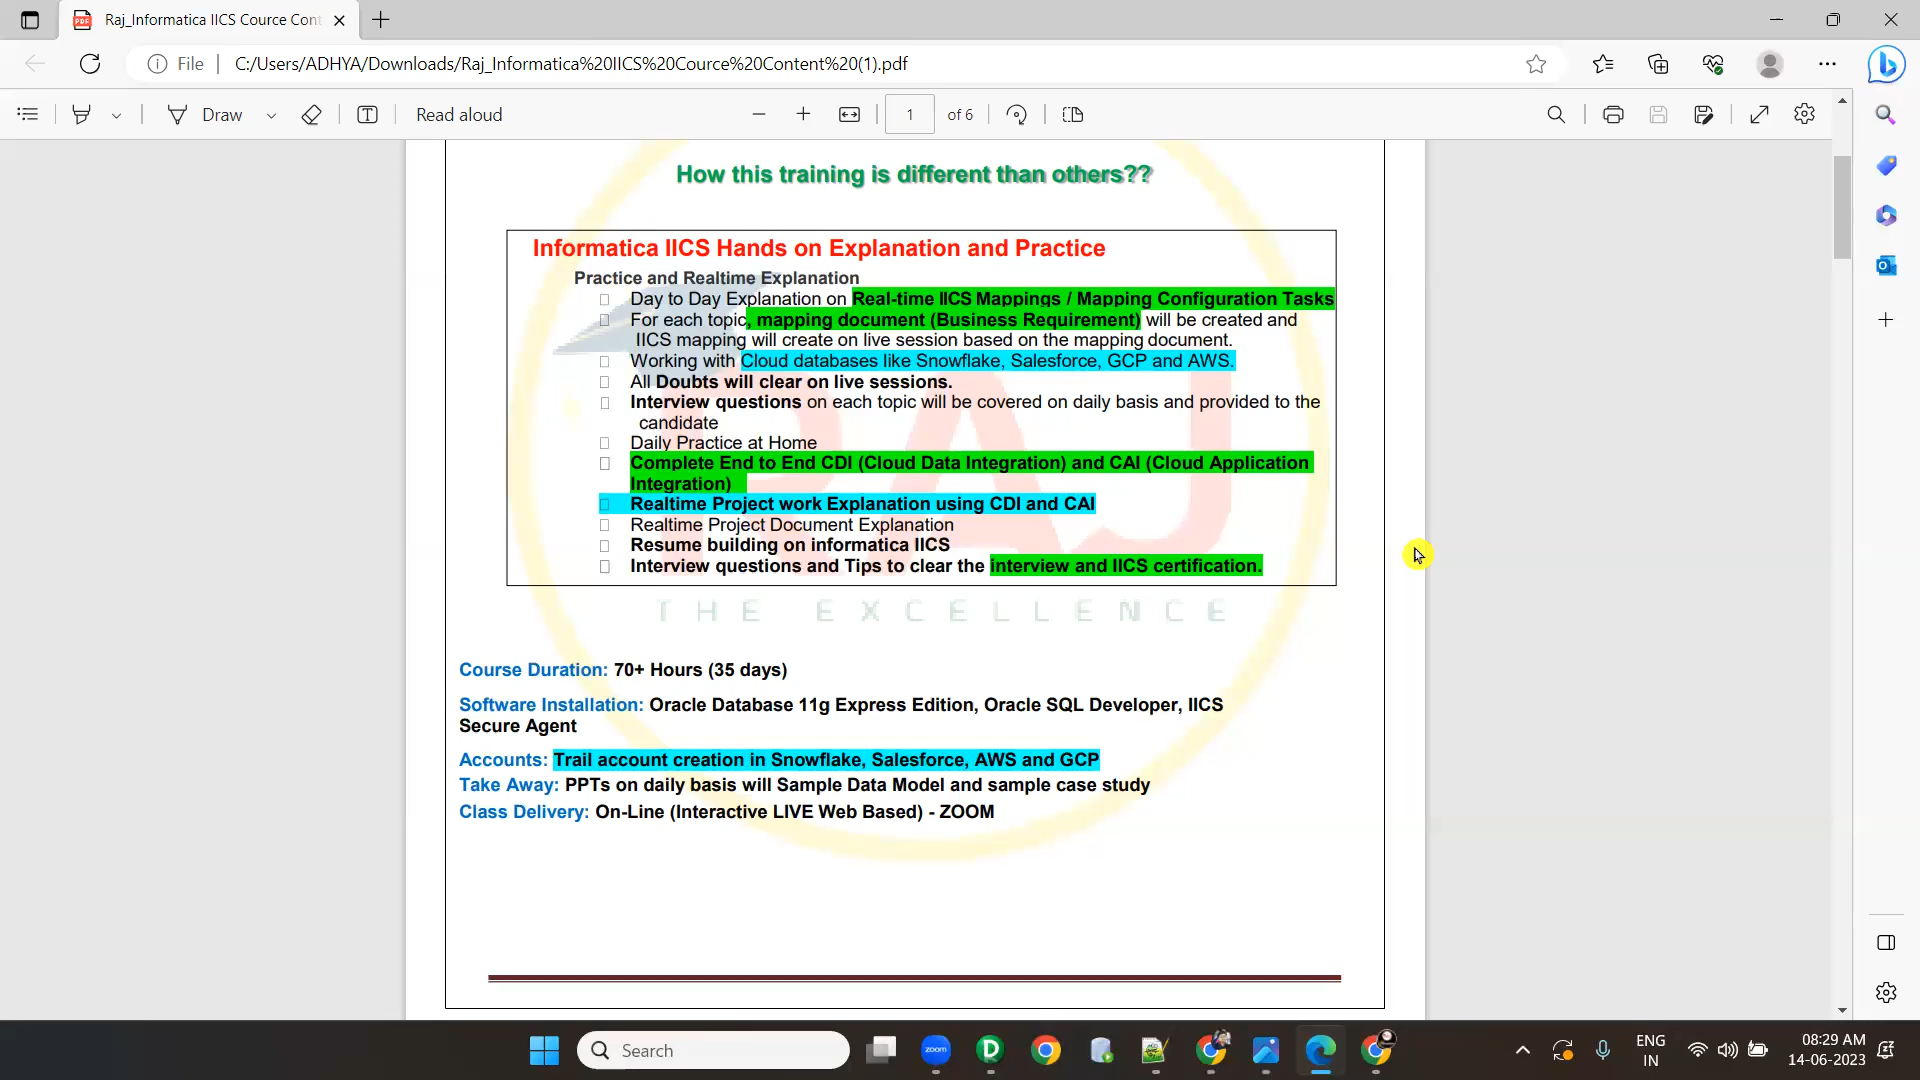 Raj_Informatica IICS Cource Cont
File
C:/Users/ADHYA/Downloads/Raj_Informatica%20IICS%20Cource%20Content%20(1).pdf
Draw
Read aloud
1 of 6
How this training is different than others??
Informatica IICS Hands on Explanation and Practice
Practice and Realtime Explanation
Day to Day Explanation on Real-time IICS Mappings / Mapping Configuration Tasks
For each topic, mapping document (Business Requirement) will be created and
IICS mapping will create on live session based on the mapping document.
Working with Cloud databases like Snowflake, Salesforce, GCP and AWS.
All Doubts will clear on live sessions.
Interview questions on each topic will be covered on daily basis and provided to the
candidate
Daily Practice at Home
Complete End to End CDI (Cloud Data Integration) and CAI (Cloud Application
Integration)
Realtime Project work Explanation using CDI and CAI
Realtime Project Document Explanation
Resume building on informatica IICS
Interview questions and Tips to clear the interview and IICS certification.
RAJ
THE EXCELLENCE
Course Duration: 70+ Hours (35 days)
Software Installation: Oracle Database 11g Express Edition, Oracle SQL Developer, IICS
Secure Agent
Accounts: Trail account creation in Snowflake, Salesforce, AWS and GCP
Take Away: PPTs on daily basis will Sample Data Model and sample case study
Class Delivery: On-Line (Interactive LIVE Web Based) - ZOOM
Search
zoom
ENG
IN
08:29 AM
14-06-2023